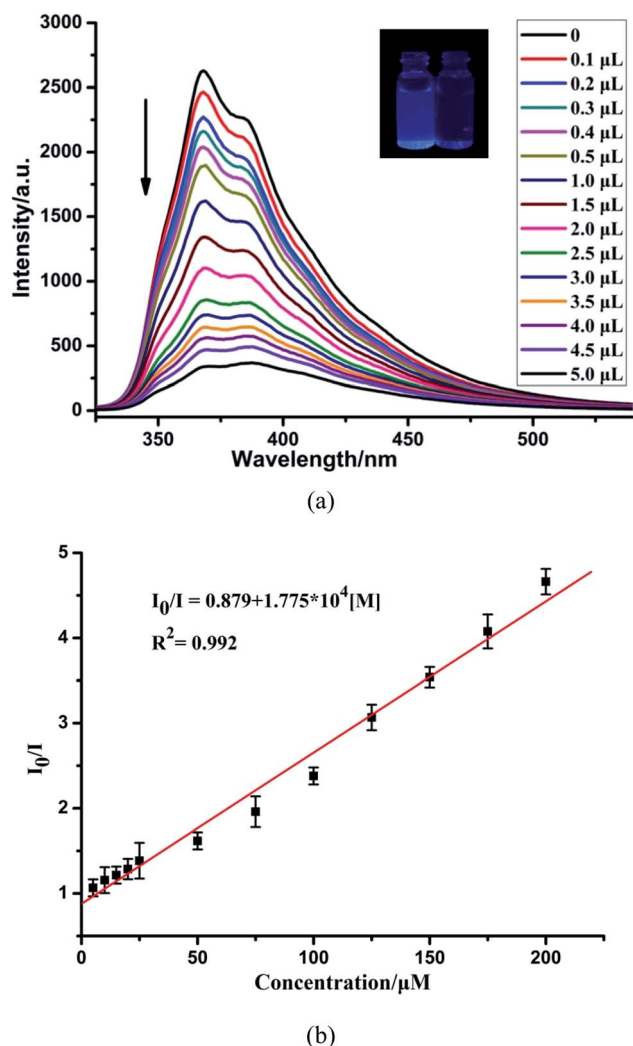 3000
2500
2000
1500
1000
500
0
Intensity/a.u.
350
400
450
500
Wavelength/nm
0
0.1 μL
0.2 μL
0.3 μL
0.4 μL
0.5 μL
1.0 μL
1.5 μL
2.0 μL
2.5 μL
3.0 μL
3.5 μL
4.0 μL
4.5 μL
5.0 μL
(a)
5
4
3
2
1
I₀/I
I₀/I = 0.879+1.775*10⁴[M]
R²= 0.992
0
50
100
150
200
Concentration/μM
(b)